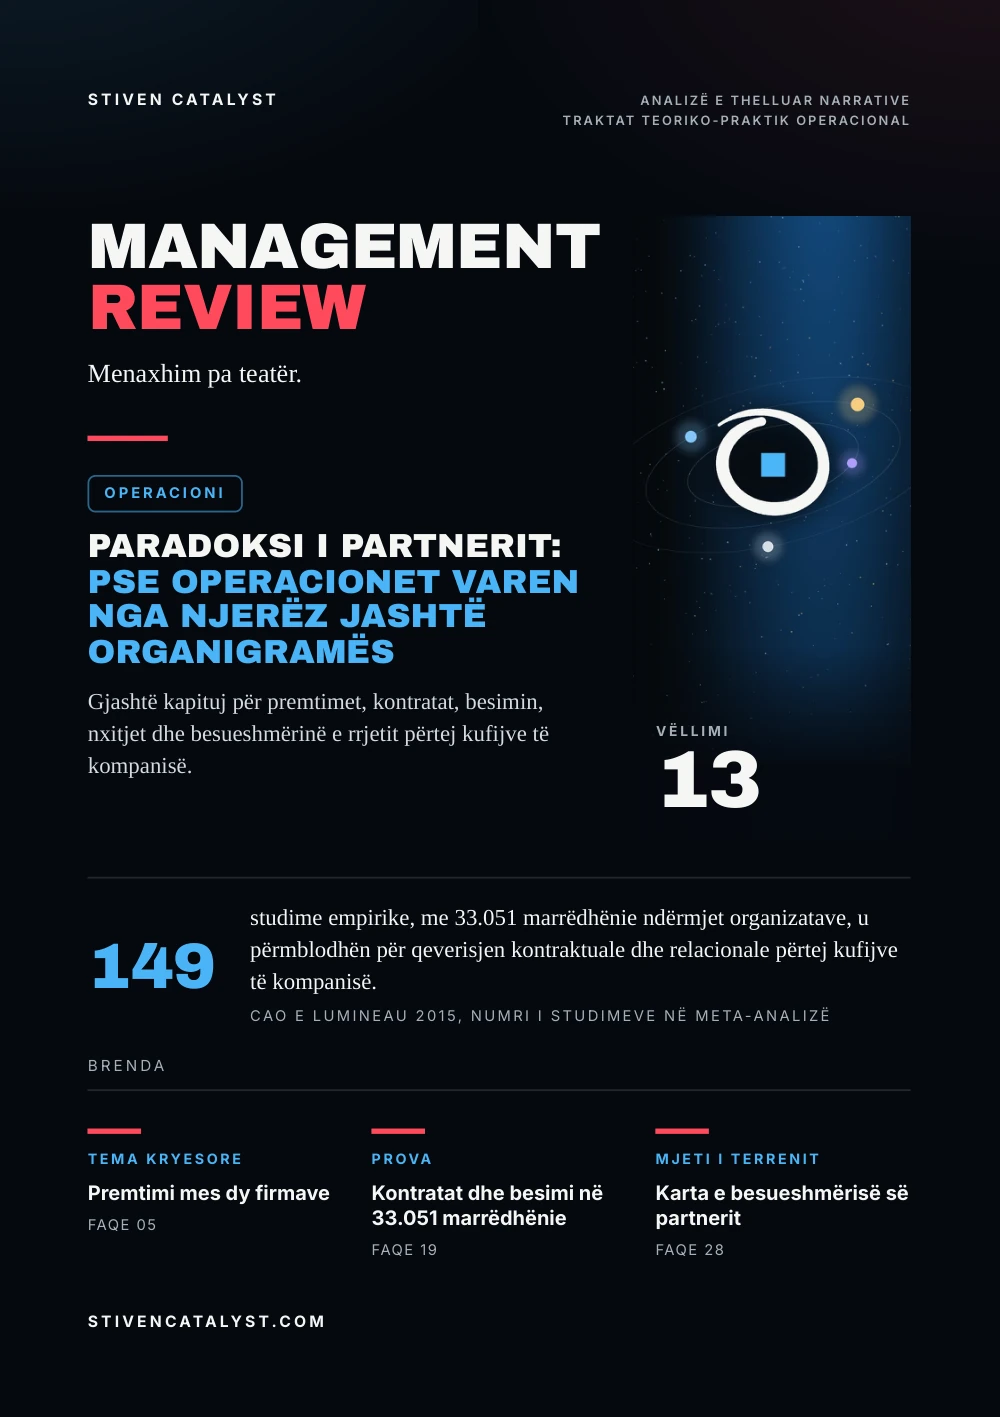 STIVEN CATALYST
ANALIZË E THELLUAR NARRATIVE
TRAKTAT TEORIKO-PRAKTIK OPERACIONAL
MANAGEMENT
REVIEW
Menaxhim pa teatër.
OPERACIONI
PARADOKSI I PARTNERIT:
PSE OPERACIONET VAREN
NGA NJERËZ JASHTË
ORGANIGRAMËS
Gjashtë kapituj për premtimet, kontratat, besimin,
nxitjet dhe besueshmërinë e rrjetit përtej kufijve të
kompanisë.
VËLLIMI
13
149
studime empirike, me 33.051 marrëdhënie ndërmjet organizatave, u
përmblodhën për qeverisjen kontraktuale dhe relacionale përtej kufijve
të kompanisë.
CAO E LUMINEAU 2015, NUMRI I STUDIMEVE NË META-ANALIZË
BRENDA
TEMA KRYESORE
Premtimi mes dy firmave
FAQE 05
PROVA
Kontratat dhe besimi në
33.051 marrëdhënie
FAQE 19
MJETI I TERRENIT
Karta e besueshmërisë së
partnerit
FAQE 28
STIVENCATALYST.COM